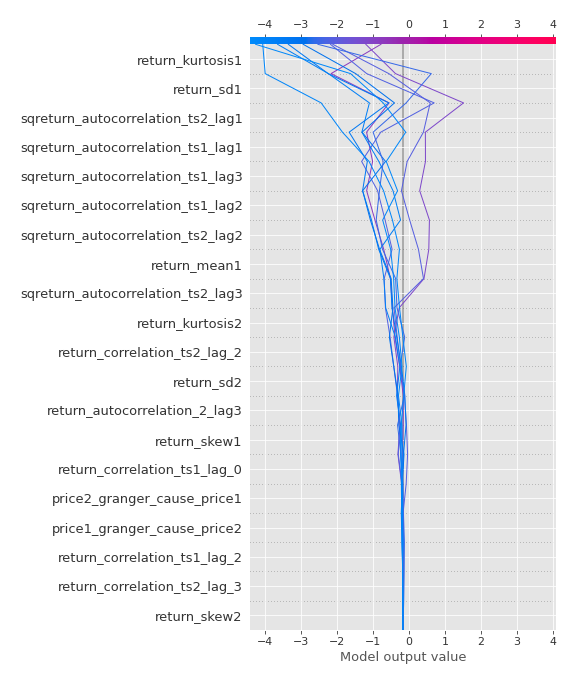 −4 −3 −2 −1 0 1 2 3 4
return_kurtosis1
return_sd1
sqreturn_autocorrelation_ts2_lag1
sqreturn_autocorrelation_ts1_lag1
sqreturn_autocorrelation_ts1_lag3
sqreturn_autocorrelation_ts1_lag2
sqreturn_autocorrelation_ts2_lag2
return_mean1
sqreturn_autocorrelation_ts2_lag3
return_kurtosis2
return_correlation_ts2_lag_2
return_sd2
return_autocorrelation_2_lag3
return_skew1
return_correlation_ts1_lag_0
price2_granger_cause_price1
price1_granger_cause_price2
return_correlation_ts1_lag_2
return_correlation_ts2_lag_3
return_skew2
−4 −3 −2 −1 0 1 2 3 4
Model output value